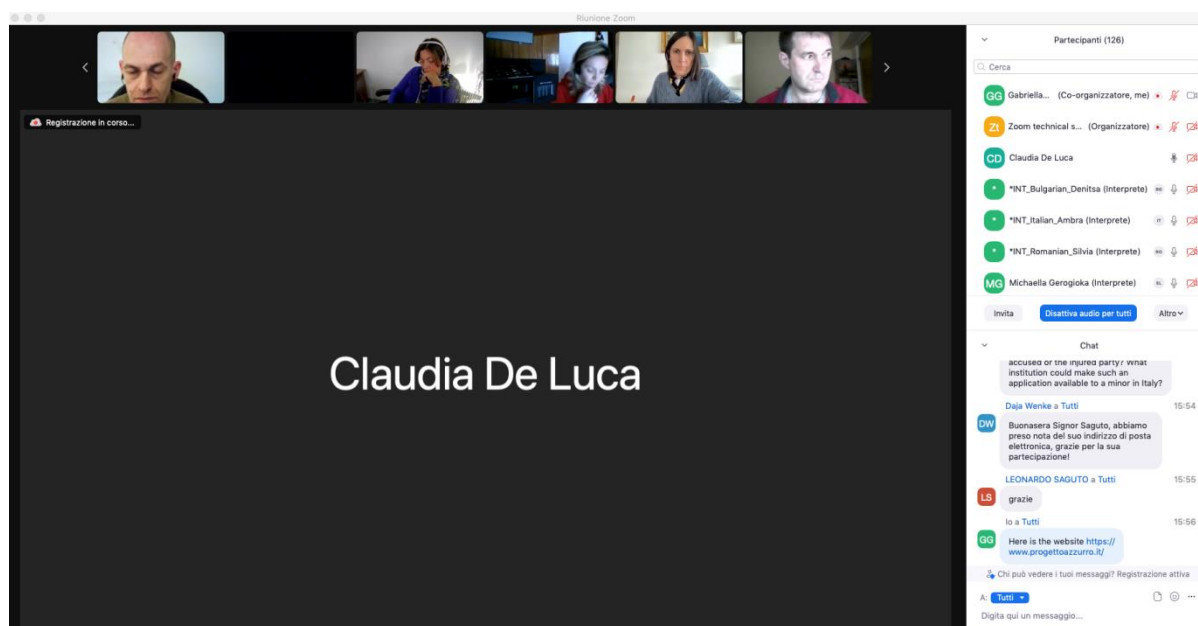 Riunione Zoom
Registrazione in corso...
Claudia De Luca
Partecipanti (126)
Cerca
GG Gabriella... (Co-organizzatore, me)
Zt Zoom technical s... (Organizzatore)
CD Claudia De Luca
*INT_Bulgarian_Denitsa (Interprete)
*INT_Italian_Ambra (Interprete)
*INT_Romanian_Silvia (Interprete)
MG Michaella Gerogioka (Interprete)
Invita Disattiva audio per tutti Altro
Chat
accused or the injured party? What
institution could make such an
application available to a minor in Italy?
Daja Wenke a Tutti 15:54
DW
Buonasera Signor Saguto, abbiamo
preso nota del suo indirizzo di posta
elettronica, grazie per la sua
partecipazione!
LEONARDO SAGUTO a Tutti 15:55
LS grazie
Io a Tutti 15:56
GG Here is the website https://
www.progettoazzurro.it/
Chi può vedere i tuoi messaggi? Registrazione attiva
A: Tutti
Digita qui un messaggio...